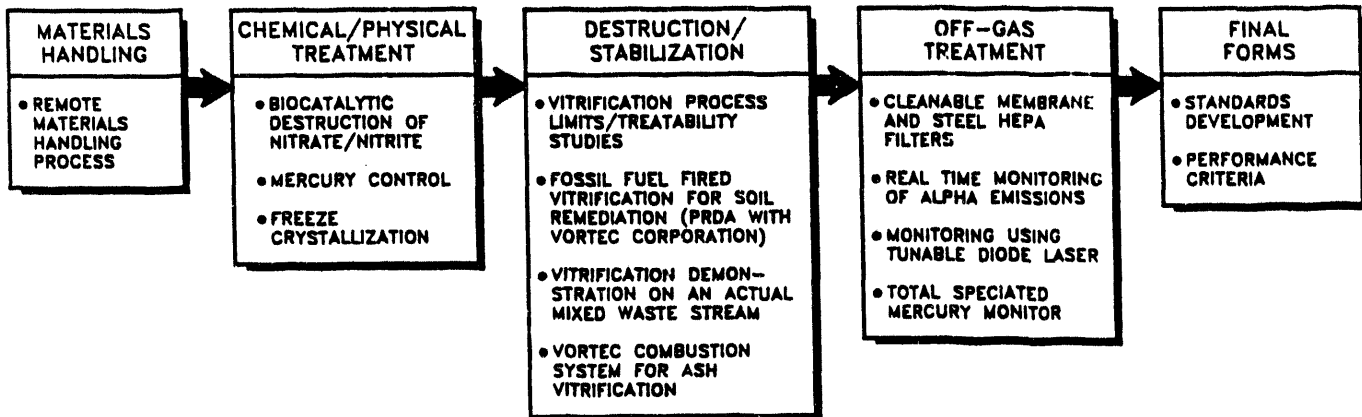 MATERIALS
HANDLING
• REMOTE
MATERIALS
HANDLING
PROCESS
CHEMICAL/PHYSICAL
TREATMENT
• BIOCATALYTIC
DESTRUCTION OF
NITRATE/NITRITE
• MERCURY CONTROL
• FREEZE
CRYSTALLIZATION
DESTRUCTION/
STABILIZATION
• VITRIFICATION PROCESS
LIMITS/TREATABILITY
STUDIES
• FOSSIL FUEL FIRED
VITRIFICATION FOR SOIL
REMEDIATION (PRDA WITH
VORTEC CORPORATION)
• VITRIFICATION DEMON-
STRATION ON AN ACTUAL
MIXED WASTE STREAM
• VORTEC COMBUSTION
SYSTEM FOR ASH
VITRIFICATION
OFF-GAS
TREATMENT
• CLEANABLE MEMBRANE
AND STEEL HEPA
FILTERS
• REAL TIME MONITORING
OF ALPHA EMISSIONS
• MONITORING USING
TUNABLE DIODE LASER
• TOTAL SPECIATED
MERCURY MONITOR
FINAL
FORMS
• STANDARDS
DEVELOPMENT
• PERFORMANCE
CRITERIA